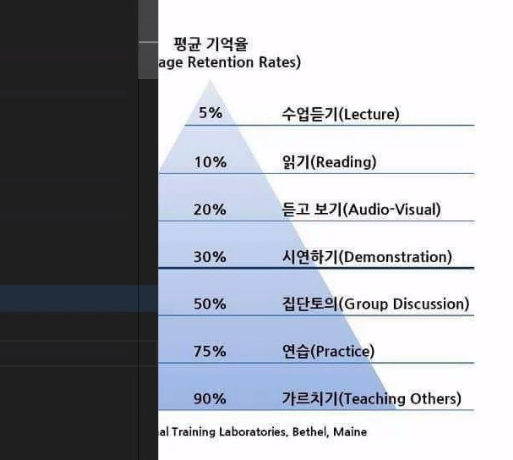 평균 기억율
age Retention Rates)
5% 수업듣기(Lecture)
10% 읽기(Reading)
20% 듣고 보기(Audio-Visual)
30% 시연하기(Demonstration)
50% 집단토의(Group Discussion)
75% 연습(Practice)
90% 가르치기(Teaching Others)
al Training Laboratories, Bethel, Maine